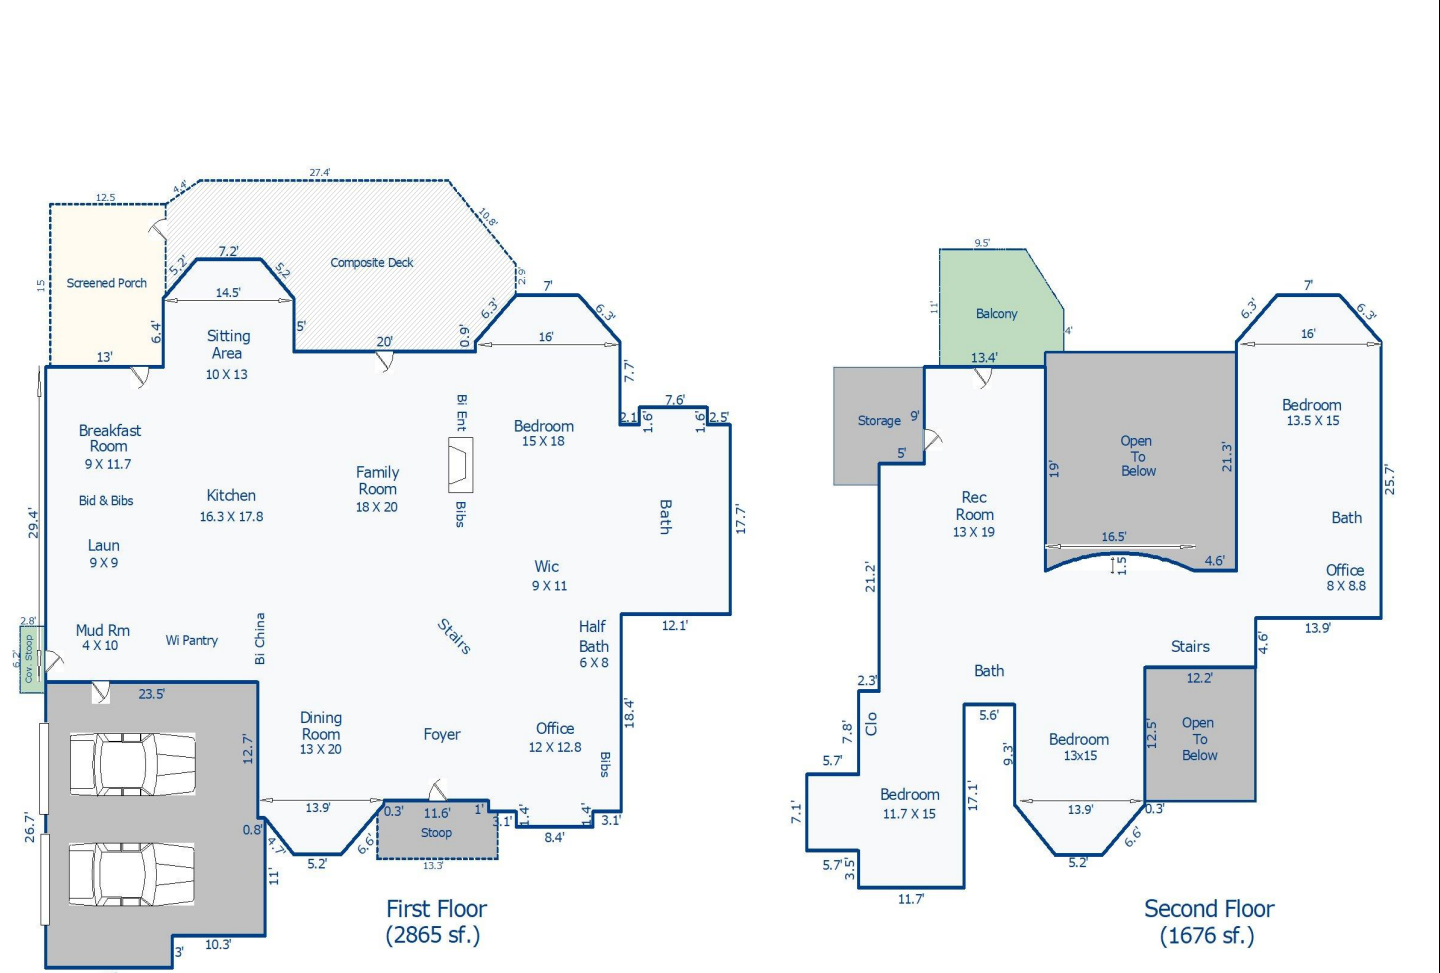 27.4'
4.4'
12.5
10.8'
7.2'
5.2'
5.2
Composite Deck
2.9'
Screened Porch
15
14.5'
7'
6.3'
6.3'
6.4'
5'
Sitting
Area
10 X 13
20'
0.6'
16'
13'
7.7'
7.6'
2.1
1.6'
1.6'
2.5'
Bi Ent
Breakfast
Room
9 X 11.7
Bedroom
15 X 18
Family
Room
18 X 20
Bid & Bibs
Kitchen
16.3 X 17.8
Bibs
Bath
17.7'
29.4'
Laun
9 X 9
Wic
9 X 11
2.8'
Mud Rm
4 X 10
Wi Pantry
Bi China
Stairs
Half
Bath
6 X 8
12.1'
6.2'
Cov. Stoop
23.5'
Dining
Room
13 X 20
Foyer
Office
12 X 12.8
18.4'
12.7'
Bibs
13.9'
0.3'
11.6'
1'
3.1'
1.4'
1.4'
3.1'
26.7'
0.8'
4.7'
6.6'
Stoop
8.4'
5.2'
13.3'
11'
10.3'
3'
First Floor
(2865 sf.)
9.5'
11'
Balcony
4'
13.4'
7'
6.3'
6.3'
16'
Storage
9'
5'
Open
To
Below
Bedroom
13.5 X 15
19'
21.3'
25.7'
Rec
Room
13 X 19
Bath
16.5'
1.5'
4.6'
Office
8 X 8.8
21.2'
13.9'
4.6'
Stairs
Bath
2.3'
12.2'
7.8'
Clo
5.6'
Bedroom
13x15
Open
To
Below
12.5'
9.3'
5.7'
7.1'
Bedroom
11.7 X 15
17.1'
13.9'
0.3'
5.7'
3.5'
6.6'
5.2'
11.7'
Second Floor
(1676 sf.)